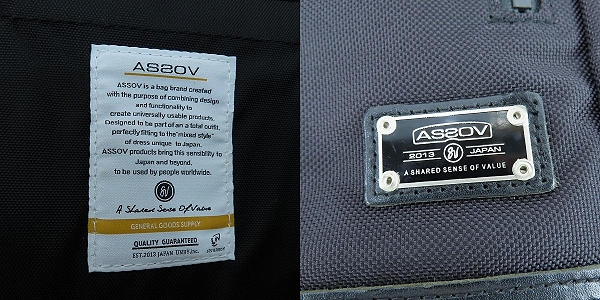 ASSOV
ASSOV is a bag brand created
with the purpose of combining design
and functionality to
create universally usable products.
Designed to be part of an a total outfit,
perfectly fitting to the "mixed style"
of dress unique to Japan.
ASSOV products bring this sensibility to
Japan and beyond.
to be used by people worldwide.
A Shared Sense Of Value
GENERAL GOODS SUPPLY
QUALITY GUARANTEED
EST.2013 JAPAN UNBY.Inc.
ASSOV
2013 JAPAN
A SHARED SENSE OF VALUE